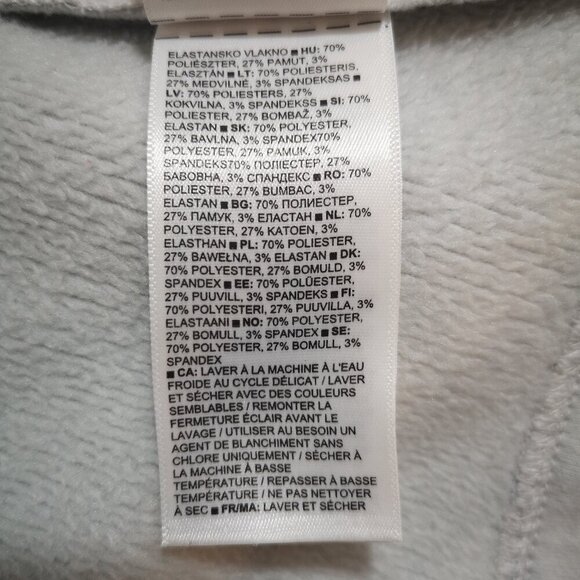 ELASTANSKO VLAKNO ■ HU: 70%
POLIÉSZTER, 27% PAMUT, 3%
ELASZTÁN ■ LT: 70% POLIESTERIS,
27% MEDVILNĖ, 3% SPANDEKSAS ■
LV: 70% POLIESTERS, 27%
KOKVILNA, 3% SPANDEKSS ■ SI: 70%
POLIESTER, 27% BOMBAŽ, 3%
ELASTAN ■ SK: 70% POLYESTER,
27% BAVLNA, 3% SPANDEX70%
POLYESTER, 27% PAMUK, 3%
SPANDEKS70% ПОЛІЕСТЕР, 27%
БАВОВНА, 3% СПАНДЕКС ■ RO: 70%
POLIESTER, 27% BUMBAC, 3%
ELASTAN ■ BG: 70% ПОЛИЕСТЕР,
27% ПАМУК, 3% ЕЛАСТАН ■ NL: 70%
POLYESTER, 27% KATOEN, 3%
ELASTHAN ■ PL: 70% POLIESTER,
27% BAWEŁNA, 3% ELASTAN ■ DK:
70% POLYESTER, 27% BOMULD, 3%
SPANDEX ■ EE: 70% POLÜESTER,
27% PUUVILL, 3% SPANDEKS ■ FI:
70% POLYESTERI, 27% PUUVILLA, 3%
ELASTAANI ■ NO: 70% POLYESTER,
27% BOMULL, 3% SPANDEX ■ SE:
70% POLYESTER, 27% BOMULL, 3%
SPANDEX
■ CA: LAVER À LA MACHINE À L'EAU
FROIDE AU CYCLE DÉLICAT / LAVER
ET SÉCHER AVEC DES COULEURS
SEMBLABLES / REMONTER LA
FERMETURE ÉCLAIR AVANT LE
LAVAGE / UTILISER AU BESOIN UN
AGENT DE BLANCHIMENT SANS
CHLORE UNIQUEMENT / SÉCHER À
LA MACHINE À BASSE
TEMPÉRATURE / REPASSER À BASSE
TEMPÉRATURE / NE PAS NETTOYER
À SEC ■ FR/MA: LAVER ET SÉCHER